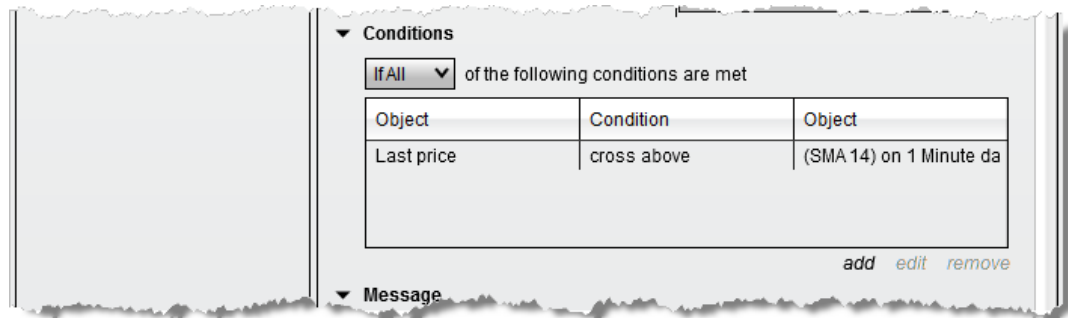 Conditions
If All of the following conditions are met
Object Condition Object
Last price cross above (SMA 14) on 1 Minute da
add edit remove
Message